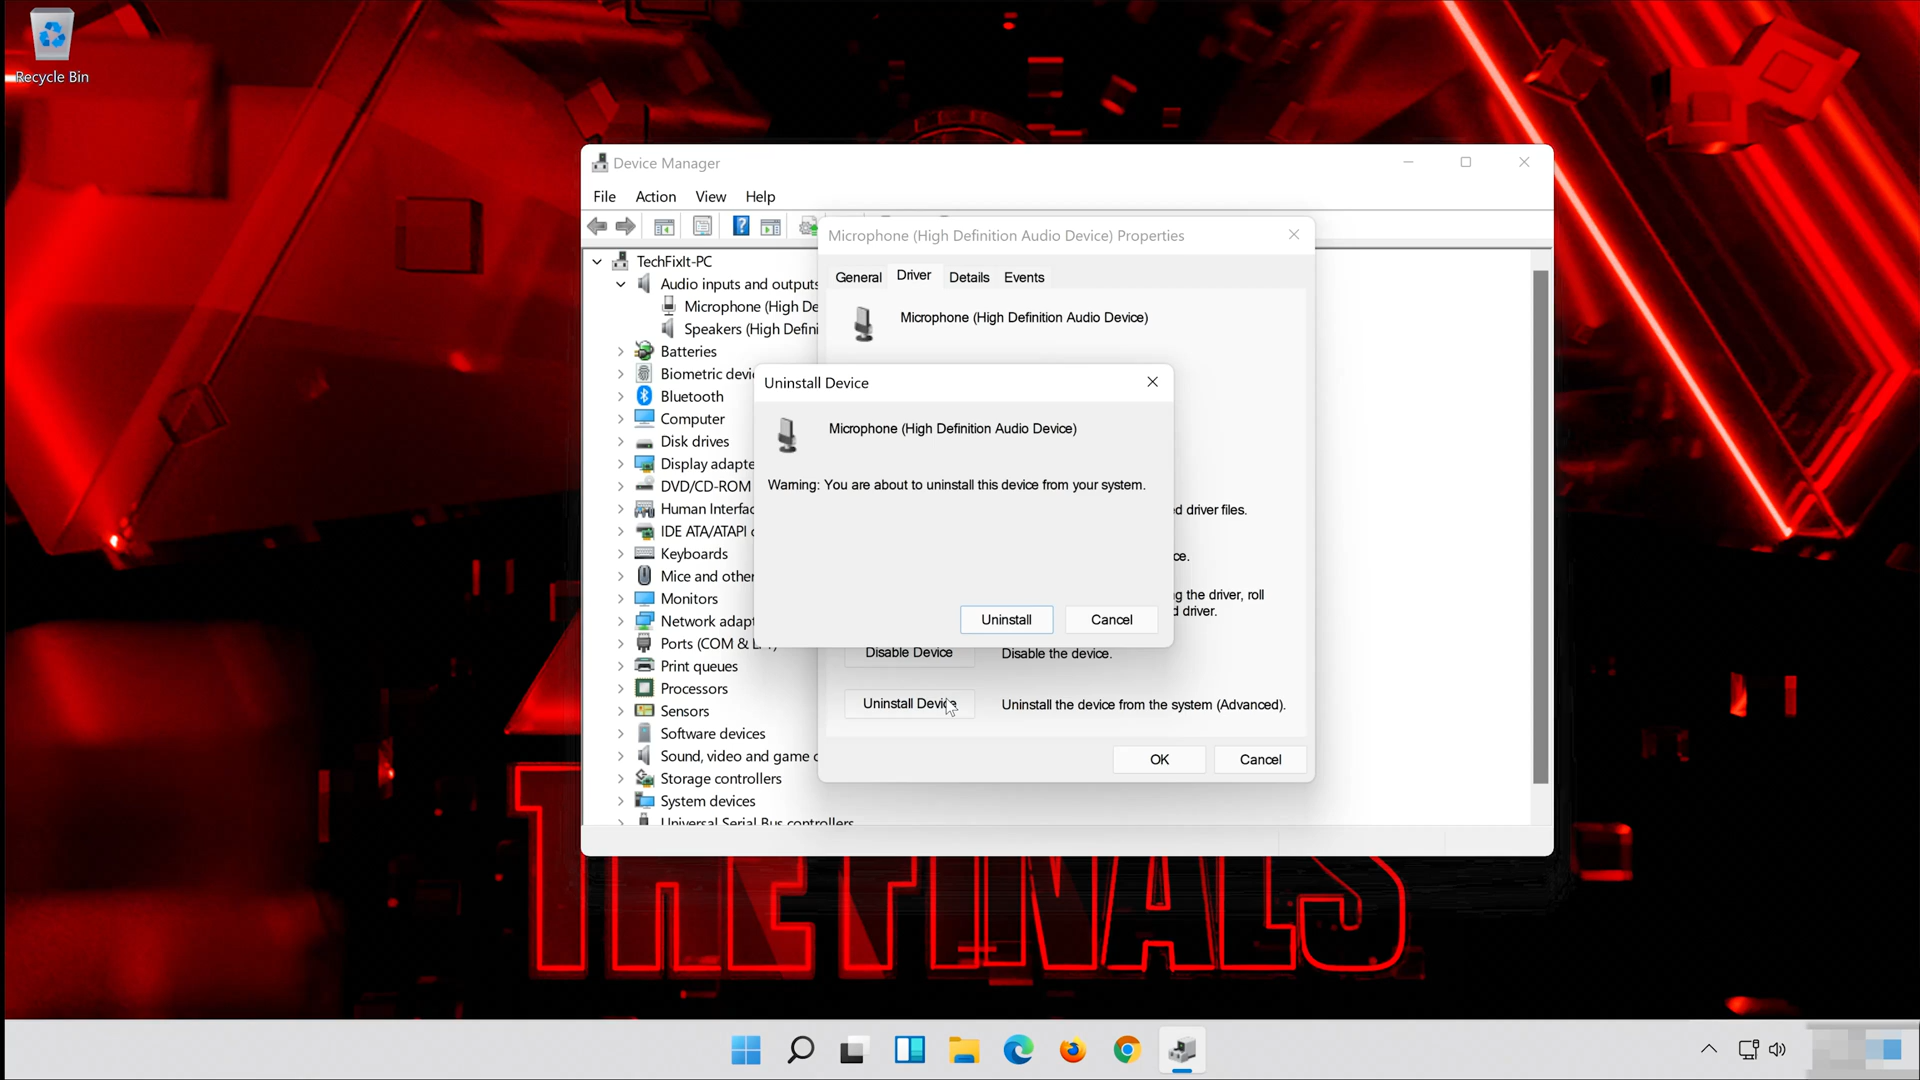 Recycle Bin
Device Manager
File Action View Help
TechFixIt-PC
Audio inputs and outputs
Microphone (High De
Speakers (High Defini
Batteries
Biometric devi
Bluetooth
Computer
Disk drives
Display adapte
DVD/CD-ROM
Human Interfac
IDE ATA/ATAPI c
Keyboards
Mice and other
Monitors
Network adapt
Ports (COM & LPT)
Print queues
Processors
Sensors
Software devices
Sound, video and game c
Storage controllers
System devices
Universal Serial Bus controllers
Microphone (High Definition Audio Device) Properties
General Driver Details Events
Microphone (High Definition Audio Device)
d driver files.
ce.
g the driver, roll
d driver.
Disable Device Disable the device.
Uninstall Device Uninstall the device from the system (Advanced).
OK Cancel
Uninstall Device
Microphone (High Definition Audio Device)
Warning: You are about to uninstall this device from your system.
Uninstall Cancel
THE FINALS